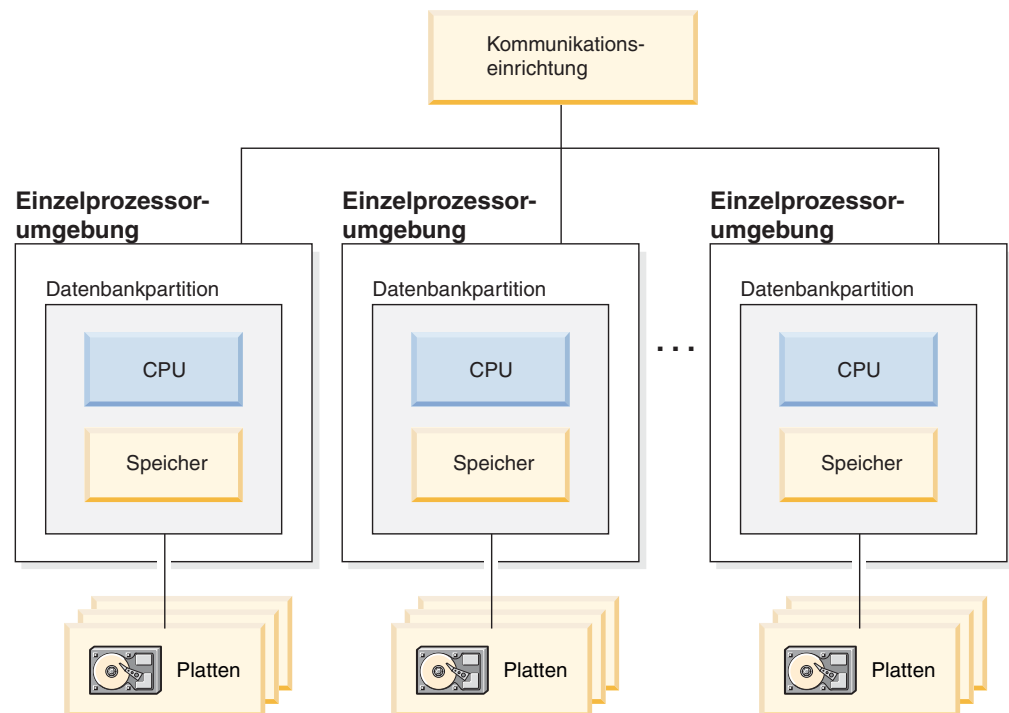 Kommunikations-
einrichtung
Einzelprozessor-
umgebung
Einzelprozessor-
umgebung
Einzelprozessor-
umgebung
Datenbankpartition
Datenbankpartition
Datenbankpartition
CPU
CPU
. . .
CPU
Speicher
Speicher
Speicher
Platten
Platten
Platten